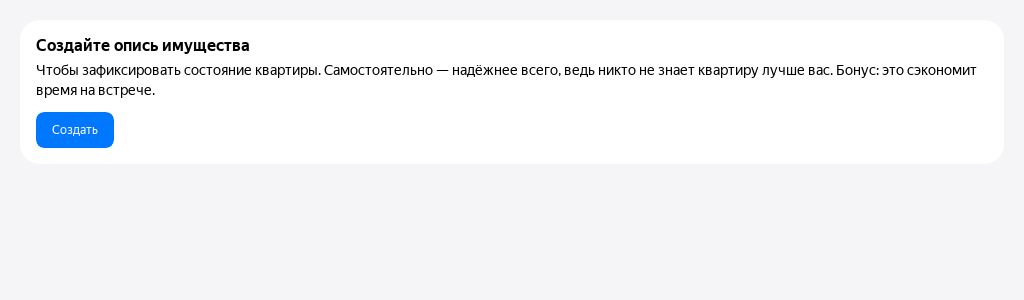 Создайте опись имущества
Чтобы зафиксировать состояние квартиры. Самостоятельно — надёжнее всего, ведь никто не знает квартиру лучше вас. Бонус: это сэкономит
время на встрече.
Создать